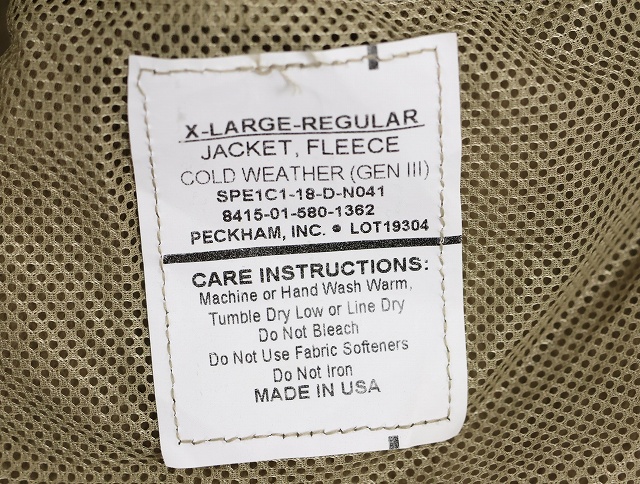 X-LARGE-REGULAR
JACKET, FLEECE
COLD WEATHER (GEN III)
SPE1C1-18-D-N041
8415-01-580-1362
PECKHAM, INC. • LOT19304
CARE INSTRUCTIONS:
Machine or Hand Wash Warm,
Tumble Dry Low or Line Dry
Do Not Bleach
Do Not Use Fabric Softeners
Do Not Iron
MADE IN USA